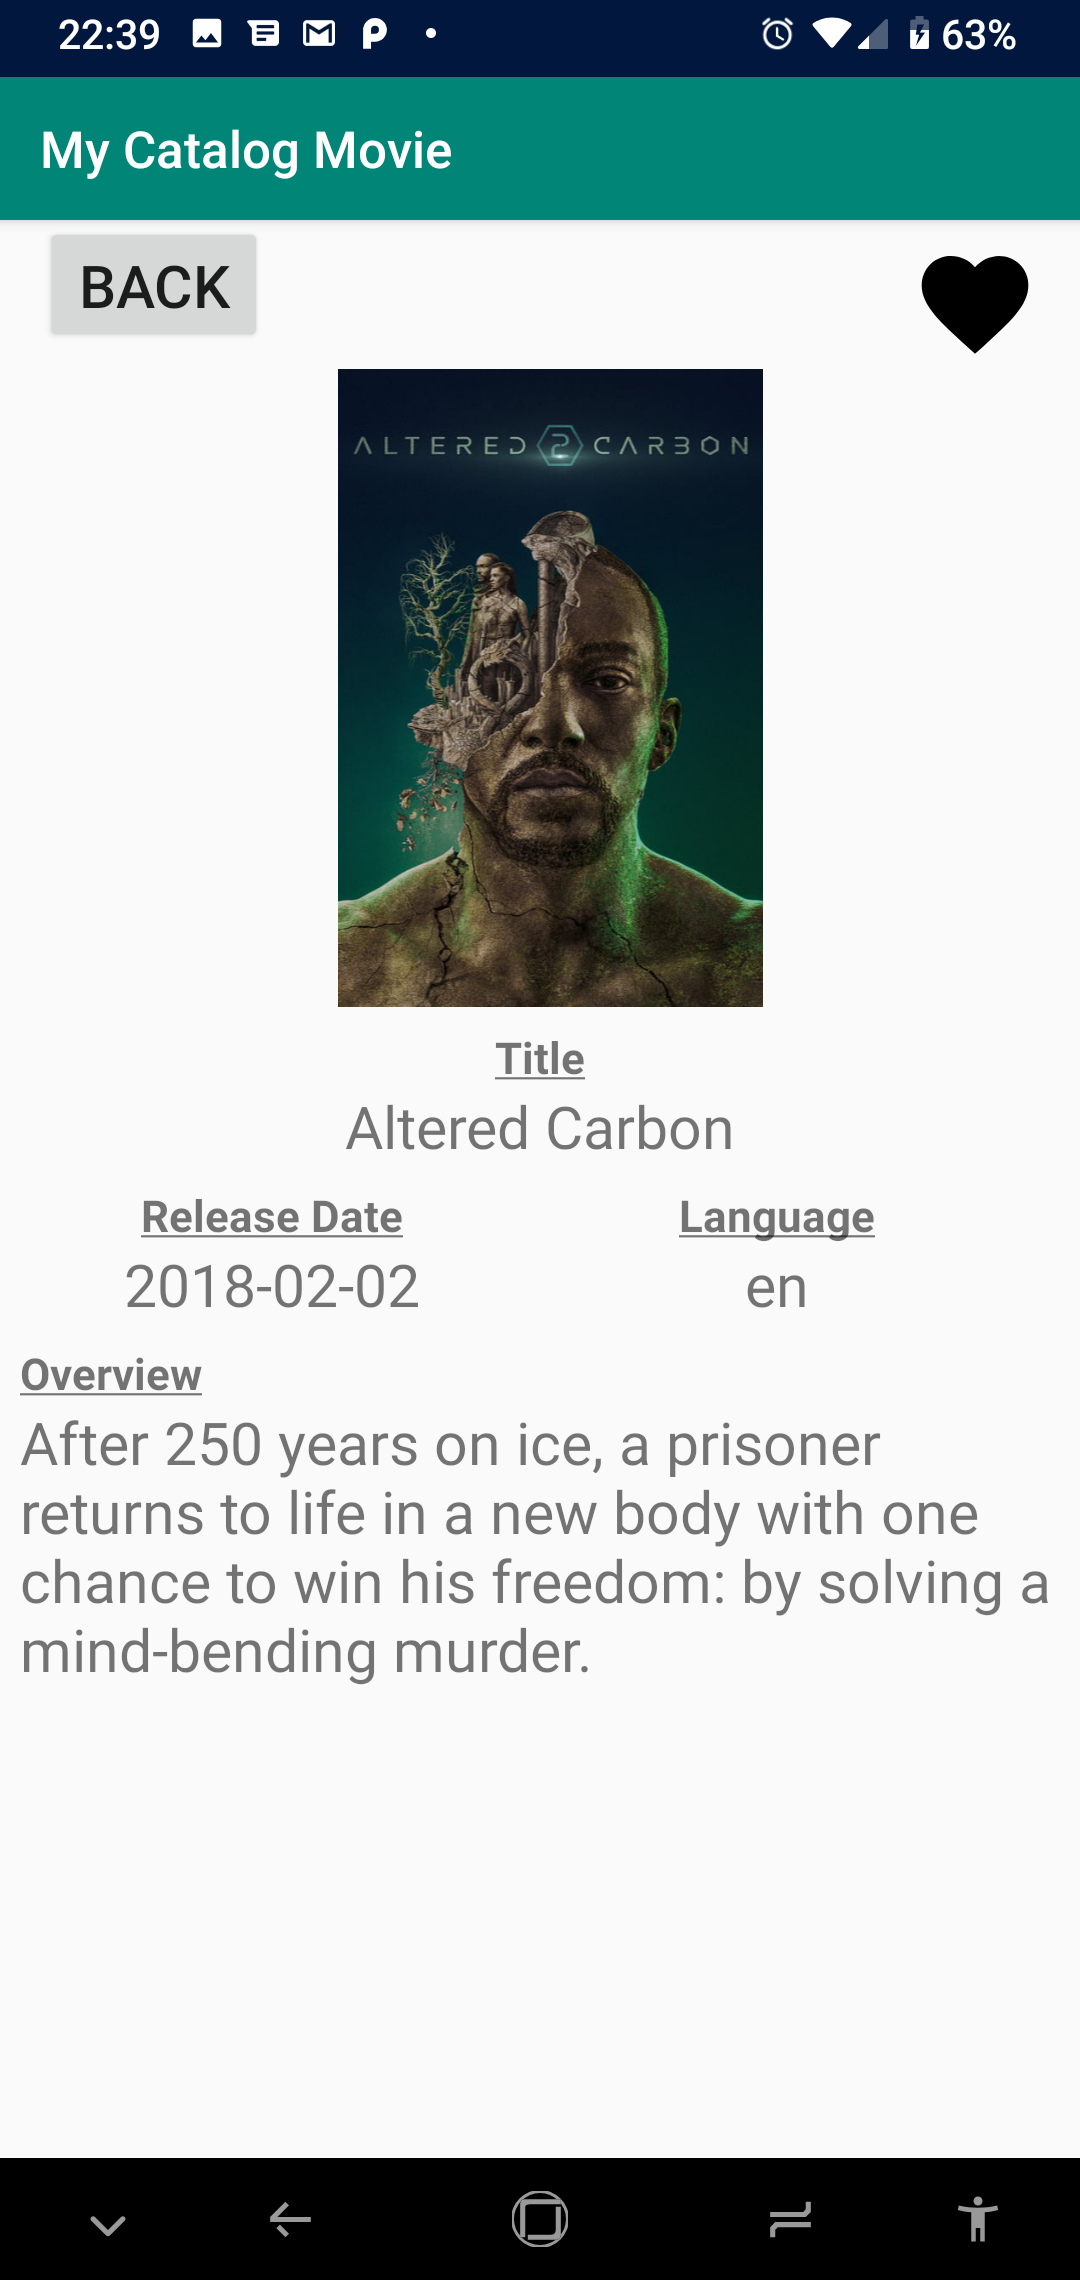 22:39 63%
My Catalog Movie
BACK
ALTERED 2 CARBON
Title
Altered Carbon
Release Date Language
2018-02-02 en
Overview
After 250 years on ice, a prisoner
returns to life in a new body with one
chance to win his freedom: by solving a
mind-bending murder.